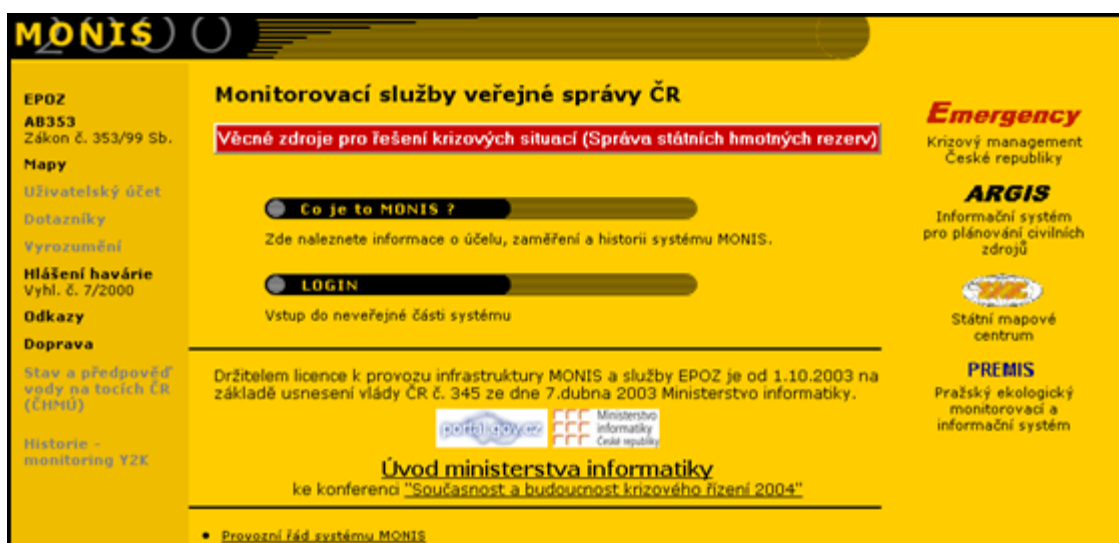 MONIS
2000
EPOZ
AB353
Zákon č. 353/99 Sb.
Mapy
Uživatelský účet
Dotazníky
Vyrozumění
Hlášení havárie
Vyhl. č. 7/2000
Odkazy
Doprava
Stav a předpověď
vody na tocích ČR
(ČHMÚ)
Historie -
monitoring Y2K
Monitorovací služby veřejné správy ČR
Věcné zdroje pro řešení krizových situací (Správa státních hmotných rezerv)
Co je to MONIS ?
Zde naleznete informace o účelu, zaměření a historii systému MONIS.
LOGIN
Vstup do neveřejné části systému
Držitelem licence k provozu infrastruktury MONIS a služby EPOZ je od 1.10.2003 na
základě usnesení vlády ČR č. 345 ze dne 7.dubna 2003 Ministerstvo informatiky.
portal.gov.cz
Ministerstvo
informatiky
České republiky
Úvod ministerstva informatiky
ke konferenci "Současnost a budoucnost krizového řízení 2004"
Provozní řád systému MONIS
Emergency
Krizový management
České republiky
ARGIS
Informační systém
pro plánování civilních
zdrojů
Státní mapové
centrum
PREMIS
Pražský ekologický
monitorovací a
informační systém